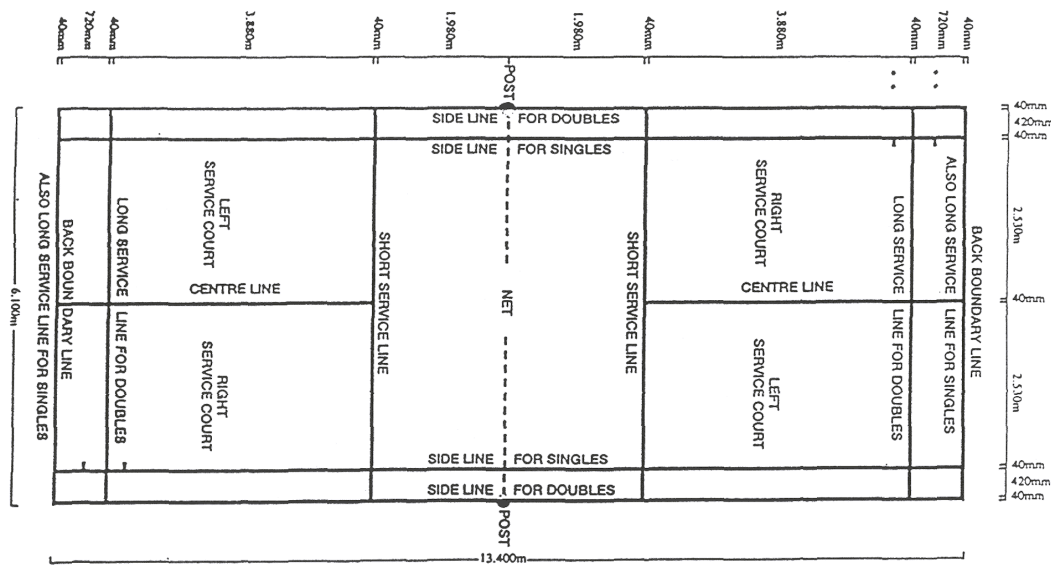 40mm
720mm
40mm
3.880m
40mm
1.980m
1.980m
40mm
3.880m
40mm
720mm
40mm
POST
SIDE LINE FOR DOUBLES
SIDE LINE FOR SINGLES
40mm
420mm
40mm
2.530m
40mm
2.530m
40mm
420mm
40mm
LEFT
SERVICE COURT
RIGHT
SERVICE COURT
CENTRE LINE
NET
CENTRE LINE
RIGHT
SERVICE COURT
LEFT
SERVICE COURT
ALSO LONG SERVICE LINE FOR SINGLES
BACK BOUNDARY LINE
LONG SERVICE LINE FOR DOUBLES
SHORT SERVICE LINE
SHORT SERVICE LINE
LONG SERVICE LINE FOR DOUBLES
ALSO LONG SERVICE LINE FOR SINGLES
BACK BOUNDARY LINE
6.100m
SIDE LINE FOR SINGLES
SIDE LINE FOR DOUBLES
POST
13.400m